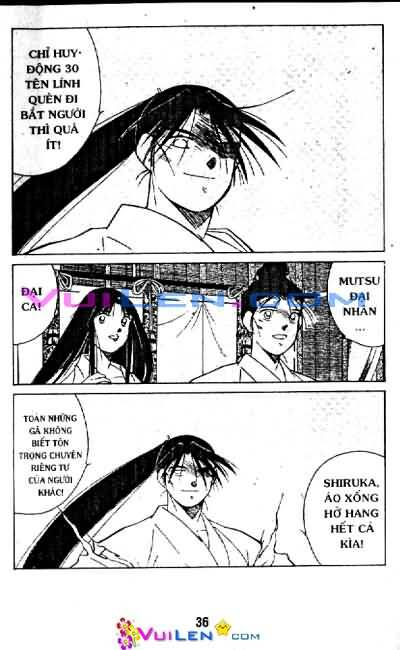 CHỈ HUY
ĐỘNG 30
TÊN LÍNH
QUÈN ĐI
BẮT NGƯỜI
THÌ QUÁ
ÍT!
ĐẠI
CA!
MUTSU
ĐẠI
NHÂN
...
VUILEN.COM
TOÀN NHỮNG
GÃ KHÔNG
BIẾT TÔN
TRỌNG CHUYỆN
RIÊNG TƯ
CỦA NGƯỜI
KHÁC!
SHIRUKA,
ÁO XỐNG
HỞ HANG
HẾT CẢ
KÌA!
36
VUILEN.COM